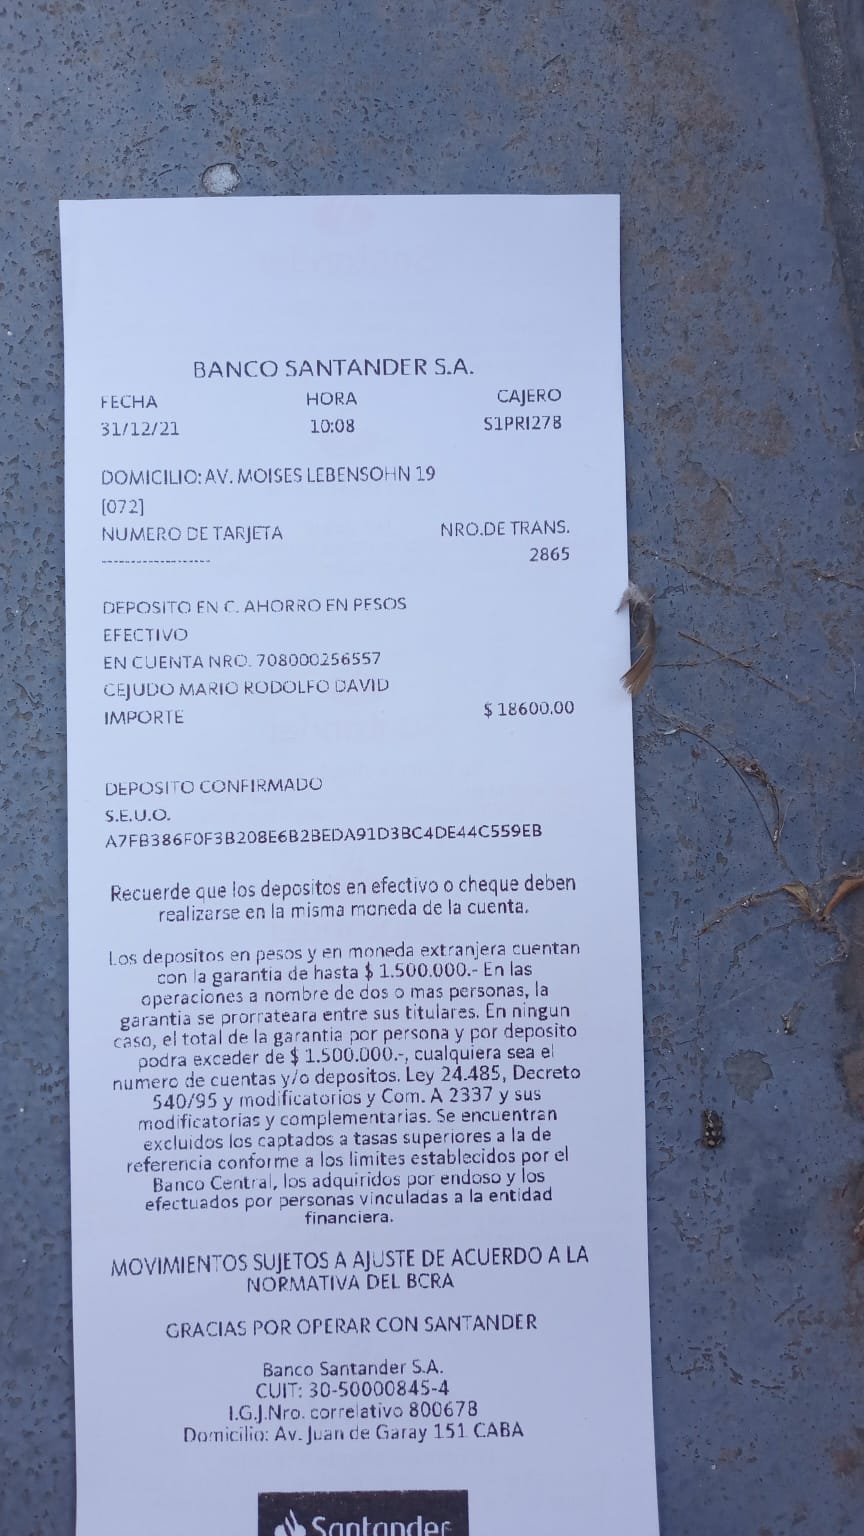 BANCO SANTANDER S.A.
FECHA HORA CAJERO
31/12/21 10:08 S1PRI278
DOMICILIO: AV. MOISES LEBENSOHN 19
[072]
NUMERO DE TARJETA NRO.DE TRANS.
-------------------- 2865
DEPOSITO EN C. AHORRO EN PESOS
EFECTIVO
EN CUENTA NRO. 708000256557
CEJUDO MARIO RODOLFO DAVID
IMPORTE $ 18600.00
DEPOSITO CONFIRMADO
S.E.U.O.
A7FB386F0F3B208E6B2BEDA91D3BC4DE44C559EB
Recuerde que los depositos en efectivo o cheque deben
realizarse en la misma moneda de la cuenta.
Los depositos en pesos y en moneda extranjera cuentan
con la garantia de hasta $ 1.500.000.- En las
operaciones a nombre de dos o mas personas, la
garantia se prorrateara entre sus titulares. En ningun
caso, el total de la garantia por persona y por deposito
podra exceder de $ 1.500.000.-, cualquiera sea el
numero de cuentas y/o depositos. Ley 24.485, Decreto
540/95 y modificatorios y Com. A 2337 y sus
modificatorias y complementarias. Se encuentran
excluidos los captados a tasas superiores a la de
referencia conforme a los limites establecidos por el
Banco Central, los adquiridos por endoso y los
efectuados por personas vinculadas a la entidad
financiera.
MOVIMIENTOS SUJETOS A AJUSTE DE ACUERDO A LA
NORMATIVA DEL BCRA
GRACIAS POR OPERAR CON SANTANDER
Banco Santander S.A.
CUIT: 30-50000845-4
I.G.J.Nro. correlativo 800678
Domicilio: Av. Juan de Garay 151 CABA
Santander